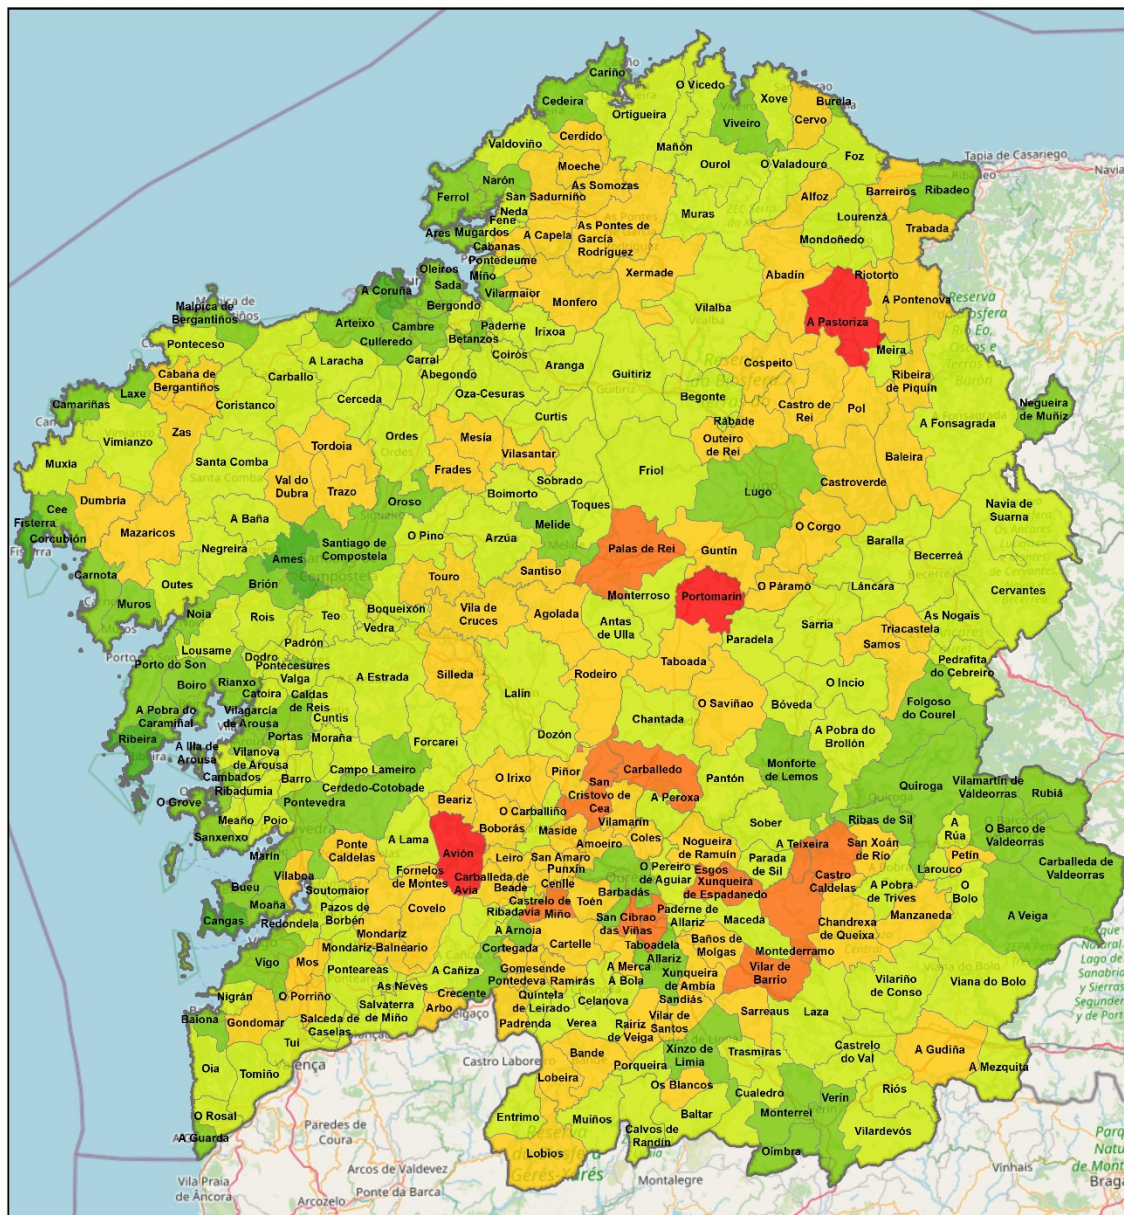 Cariño
O Vicedo
Cedeira
Ortigueira
Xove
Burela
Viveiro
Cervo
Cerdido
Valdoviño
Mañón
Foz
Moeche
Ourol
O Valadouro
Tapia de Casariego
Narón
As Somozas
Barreiros
Ribadeo
Ferrol
San Sadurniño
Alfoz
Neda
Muras
Lourenzá
Fene
As Pontes de
García
Rodríguez
Trabada
Ares
Mugardos
A Capela
Mondoñedo
Cabanas
Pontedeume
Oleiros
Miño
Xermade
Abadín
Riotorto
Sada
A Coruña
Vilarmaior
Monfero
A Pontenova
Malpica de
Bergantiños
Bergondo
Vilalba
A Pastoriza
Arteixo
Cambre
Paderne
Irixoa
Ponteceso
Culleredo
Betanzos
Meira
Coirós
A Laracha
Carral
Aranga
Cospeito
Ribeira
de Piquín
Cabana de
Bergantiños
Carballo
Abegondo
Guitiriz
Laxe
Cerceda
Oza-Cesuras
Begonte
Castro de
Rei
Pol
Negueira
de Muñiz
Camariñas
Coristanco
Curtis
Rábade
A Fonsagrada
Vimianzo
Zas
Tordoia
Ordes
Mesía
Outeiro
de Rei
Vilasantar
Baleira
Muxia
Santa Comba
Frades
Friol
Val do
Dubra
Trazo
Sobrado
Castroverde
Dumbria
Oroso
Boimorto
Toques
Lugo
Navia de
Suarna
Cee
A Baña
Melide
O Corgo
Fisterra
Mazaricos
O Pino
Arzúa
Baralla
Corcubión
Negreira
Ames
Santiago de
Compostela
Palas de Rei
Guntín
Becerreá
Santiso
Carnota
Outes
Brión
Touro
O Páramo
Láncara
Cervantes
Muros
Monterroso
Portomarín
Noia
Rois
Teo
Boqueixón
Vila de
Cruces
Agolada
As Nogais
Vedra
Antas
de Ulla
Sarria
Triacastela
Lousame
Padrón
Paradela
Samos
Porto do Son
Dodro
Pontecesures
Taboada
Pedrafita
do Cebreiro
Rianxo
Valga
A Estrada
Silleda
Rodeiro
Boiro
Catoira
Caldas
de Reis
Lalín
O Incio
Folgoso
do Courel
A Pobra do
Caramiñal
Vilagarcía
de Arousa
O Saviñao
Bóveda
Cuntis
Chantada
Ribeira
Portas
Moraña
Forcarei
Dozón
A Pobra do
Brollón
A Illa de
Arousa
Vilanova
de Arousa
Cambados
Barro
Campo Lameiro
O Irixo
Piñor
Carballedo
Pantón
Monforte
de Lemos
Ribadumia
Cerdedo-Cotobade
San
Cristovo de
Cea
Quiroga
Vilamartín de
Valdeorras
Rubiá
O Grove
Pontevedra
Beariz
A Peroxa
Meaño
Poio
O Carballiño
Vilamarín
Sober
Ribas de Sil
A
Rúa
O Barco de
Valdeorras
Sanxenxo
A Lama
Boborás
Maside
Coles
A Teixeira
San Xoán
de Río
Marín
Ponte
Caldelas
Avión
Amoeiro
Nogueira
de Ramuín
Petín
Vilaboa
Fornelos
de Montes
Leiro
San Amaro
Punxín
Parada
de Sil
Larouco
Carballeda de
Valdeorras
Carballeda de
Avia
O Pereiro
de Aguiar
Esgos
Castro
Caldelas
Bueu
Soutomaior
Beade
Cenlle
Xunqueira
de Espadanedo
A Pobra
de Trives
O
Bolo
Moaña
Pazos de
Borbén
Covelo
Castrelo de
Miño
Toén
Barbadás
Manzaneda
Cangas
Redondela
Ribadavia
San Cibrao
das Viñas
Paderne de
Allariz
Maceda
Chandrexa
de Queixa
A Veiga
Mondariz
A Arnoia
Mondariz-Balneario
Cortegada
Cartelle
Taboadela
Baños de
Molgas
Montederramo
Vigo
Mos
Allariz
Ponteareas
A Cañiza
Gomesende
A Merca
Xunqueira
de Ambía
Vilar de
Barrio
As Neves
Pontedeva
Ramirás
A Bola
Vilariño
de Conso
Viana do Bolo
Nigrán
O Porriño
Crecente
Quintela
de Leirado
Celanova
Sandiás
Salvaterra
de Miño
Arbo
Baiona
Gondomar
Salceda de
Caselas
Padrenda
Verea
Rairiz
de Veiga
Vilar de
Santos
Sarreaus
Laza
Tui
Castro Laboreiro
Xinzo de
Limia
Trasmiras
Castrelo
do Val
A Gudiña
Oia
Tomiño
Bande
Porqueira
A Mezquita
Lobeira
Os Blancos
Cualedro
Verín
Riós
O Rosal
Entrimo
Muíños
Baltar
Monterrei
Vilardevós
A Guarda
Calvos de
Randín
Paredes de
Coura
Oímbra
Lobios
Arcos de Valdevez
Montalegre
Vinhais
Vila Praia
de Âncora
Ponte da Barca
Arcozelo